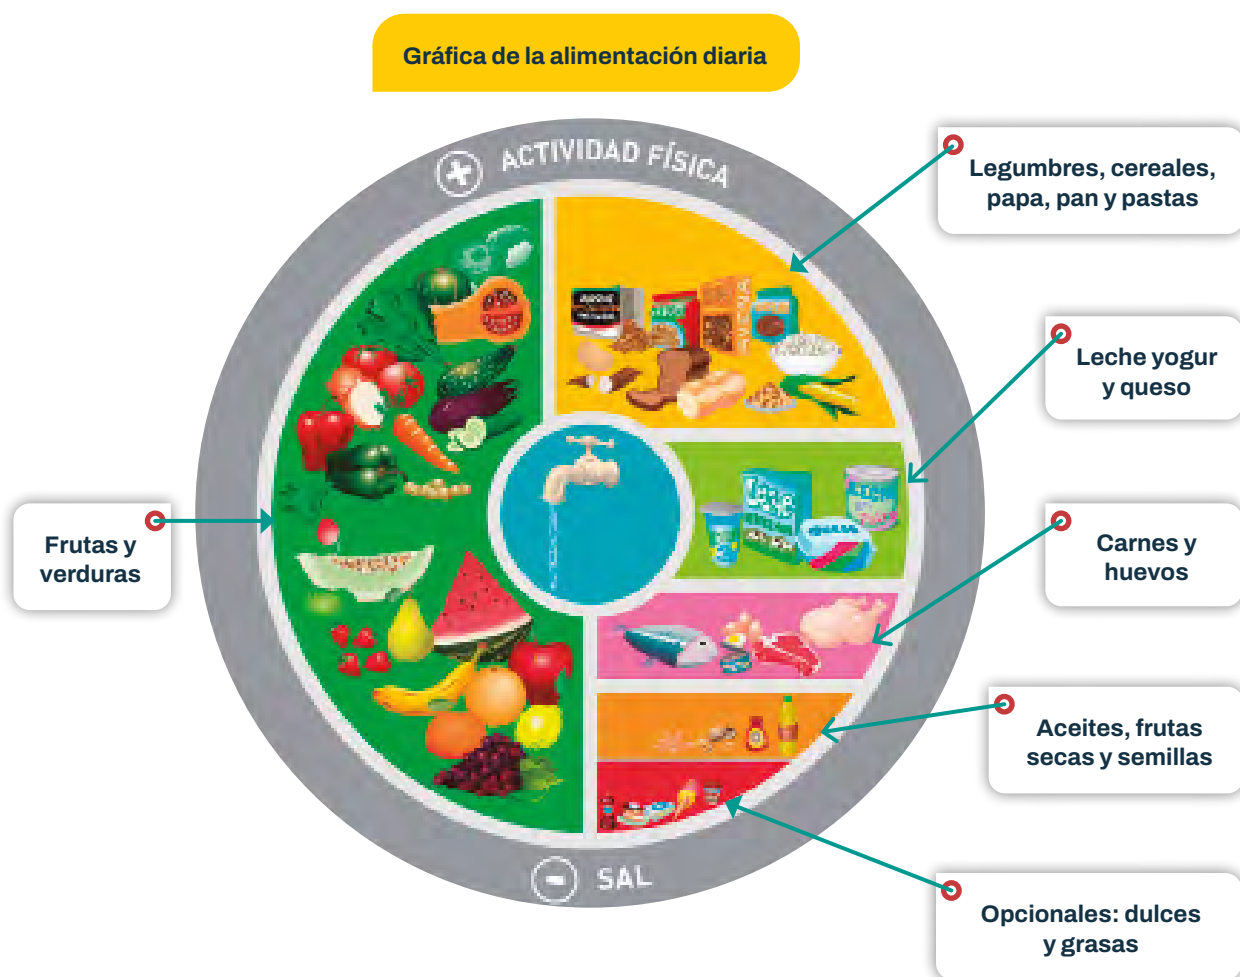 Gráfica de la alimentación diaria
+ ACTIVIDAD FÍSICA
Legumbres, cereales,
papa, pan y pastas
Leche yogur
y queso
Frutas y
verduras
Carnes y
huevos
Aceites, frutas
secas y semillas
- SAL
Opcionales: dulces
y grasas